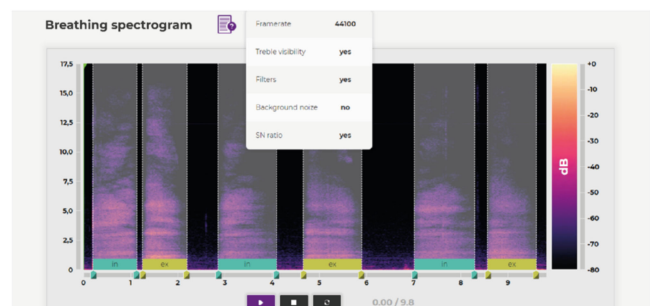 Breathing spectrogram
Framerate 44100
Treble visibility yes
Filters yes
Background noize no
SN ratio yes
17,5
15,0
12,5
10,0
7,5
5,0
2,5
0
+0
-10
-20
-30
-40
-50
-60
-70
-80
dB
in ex in ex in ex
0 1 2 3 4 5 6 7 8 9
0.00 / 9.8